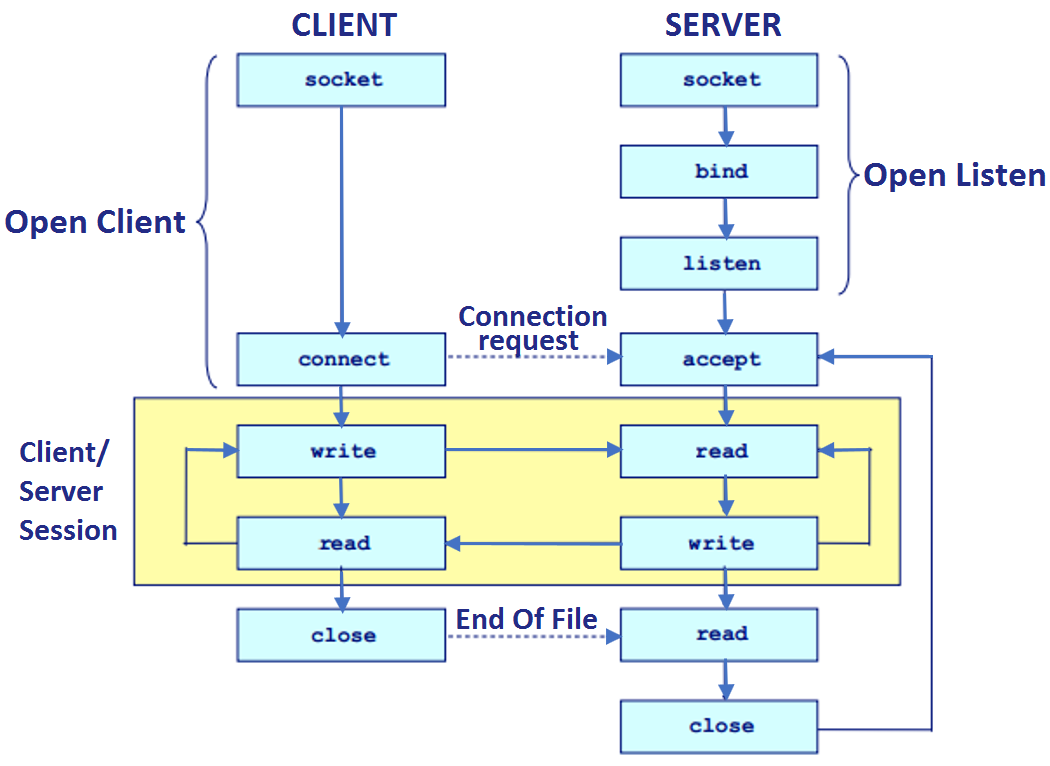 CLIENT
SERVER
socket
socket
bind
Open Listen
Open Client
listen
Connection
request
connect
accept
Client/
Server
Session
write
read
read
write
End Of File
close
read
close